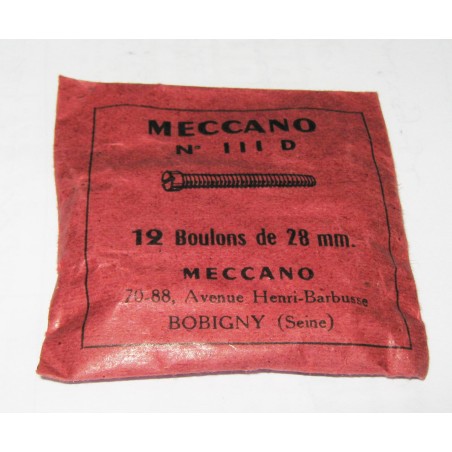 MECCANO
N° 111 D
12 Boulons de 28 mm.
MECCANO
70-88, Avenue Henri-Barbusse
BOBIGNY (Seine)